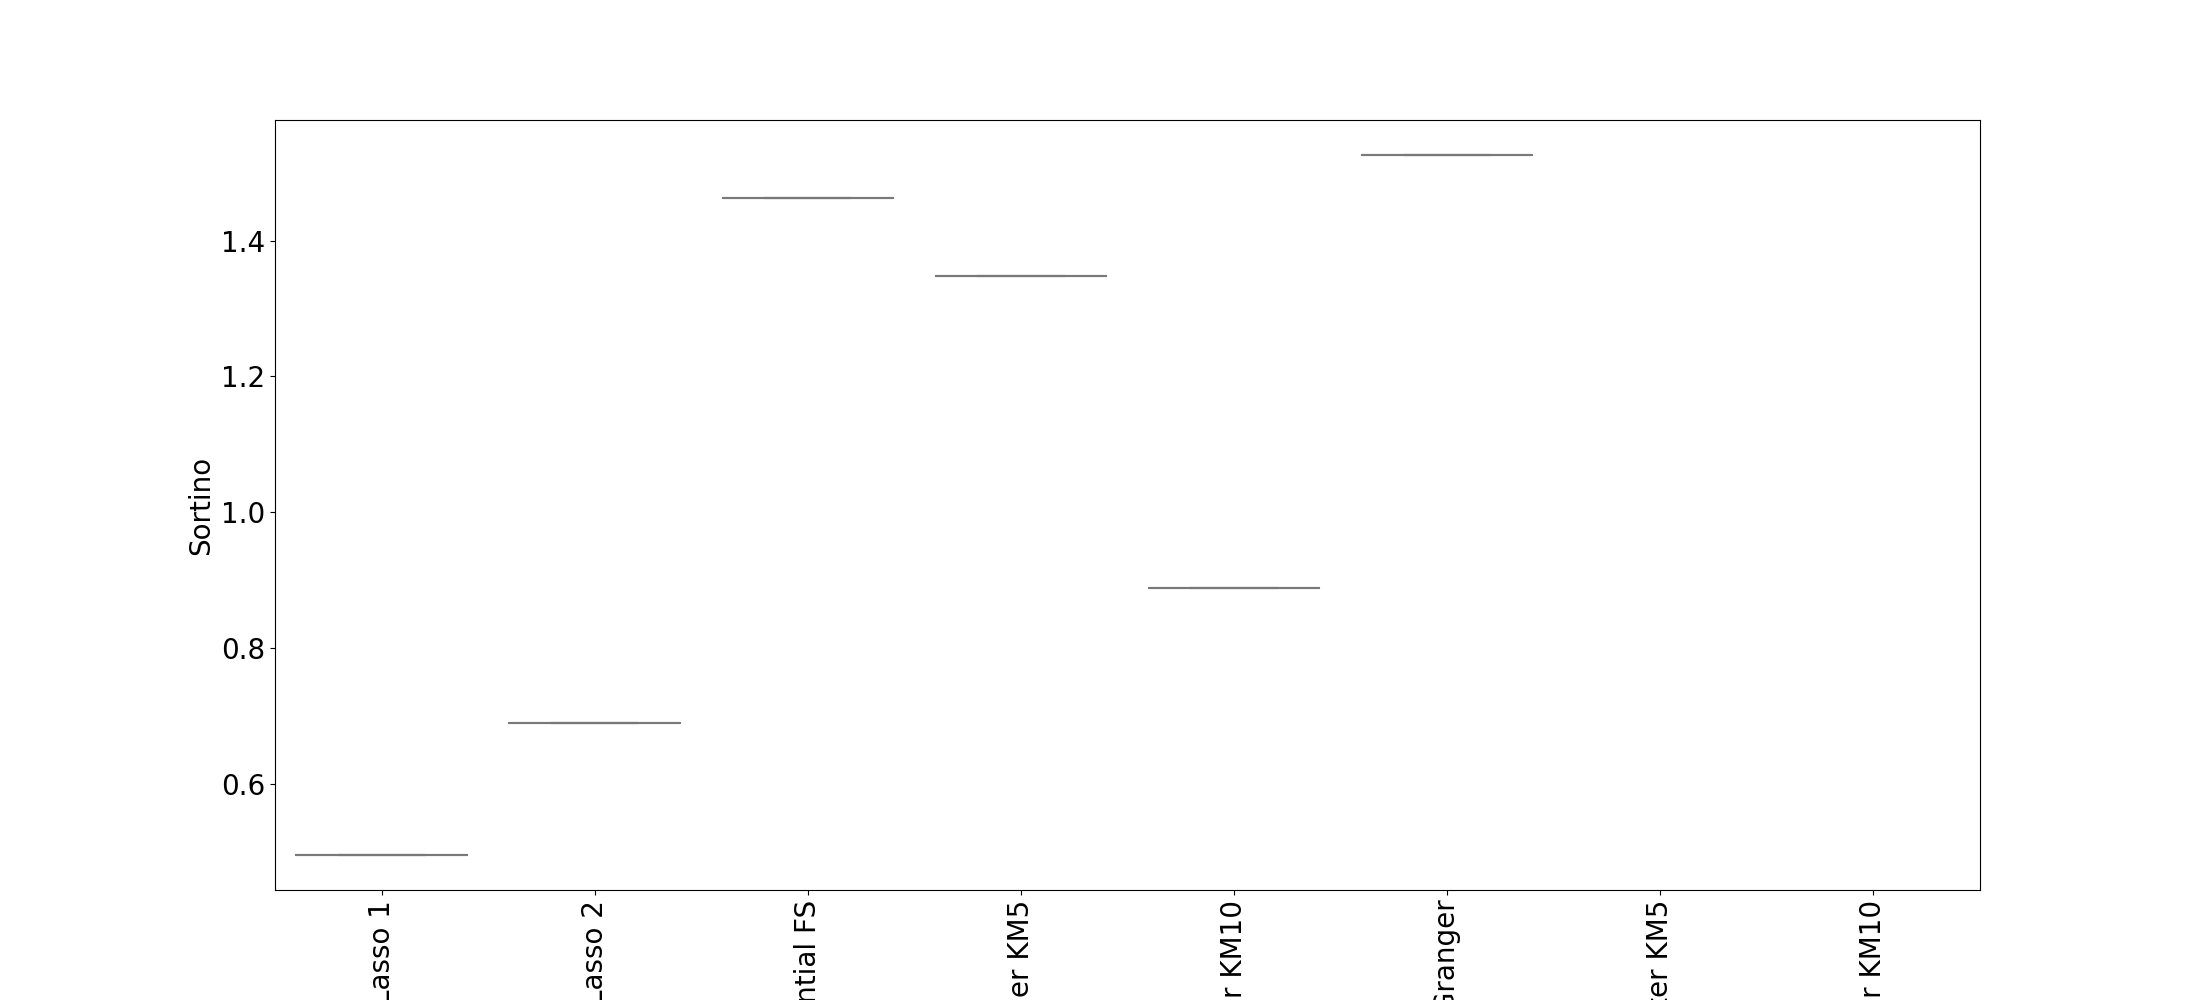 1.4
1.2
1.0
0.8
0.6
Sortino
Lasso 1
Lasso 2
ntial FS
er KM5
r KM10
Granger
ter KM5
r KM10